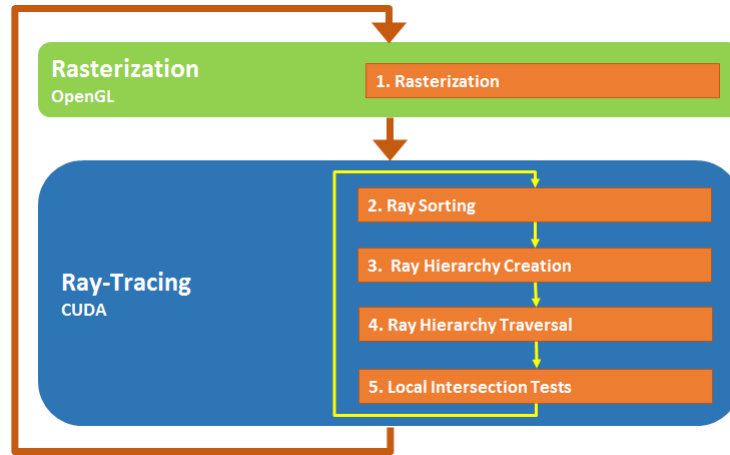 Rasterization
OpenGL
1. Rasterization
2. Ray Sorting
3. Ray Hierarchy Creation
Ray-Tracing
CUDA
4. Ray Hierarchy Traversal
5. Local Intersection Tests